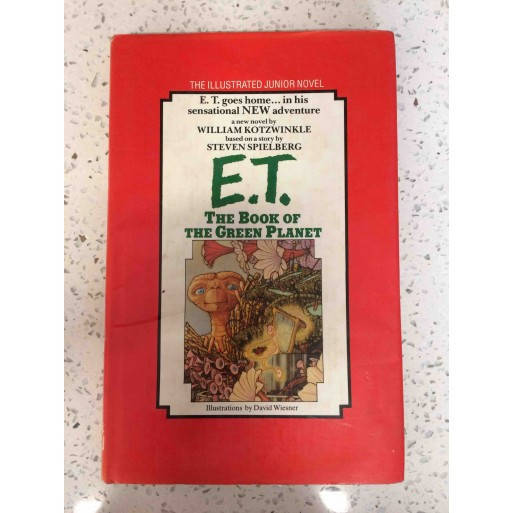 THE ILLUSTRATED JUNIOR NOVEL
E. T. goes home... in his
sensational NEW adventure
a new novel by
WILLIAM KOTZWINKLE
based on a story by
STEVEN SPIELBERG
E.T.
THE BOOK OF
THE GREEN PLANET
Illustrations by David Wiesner